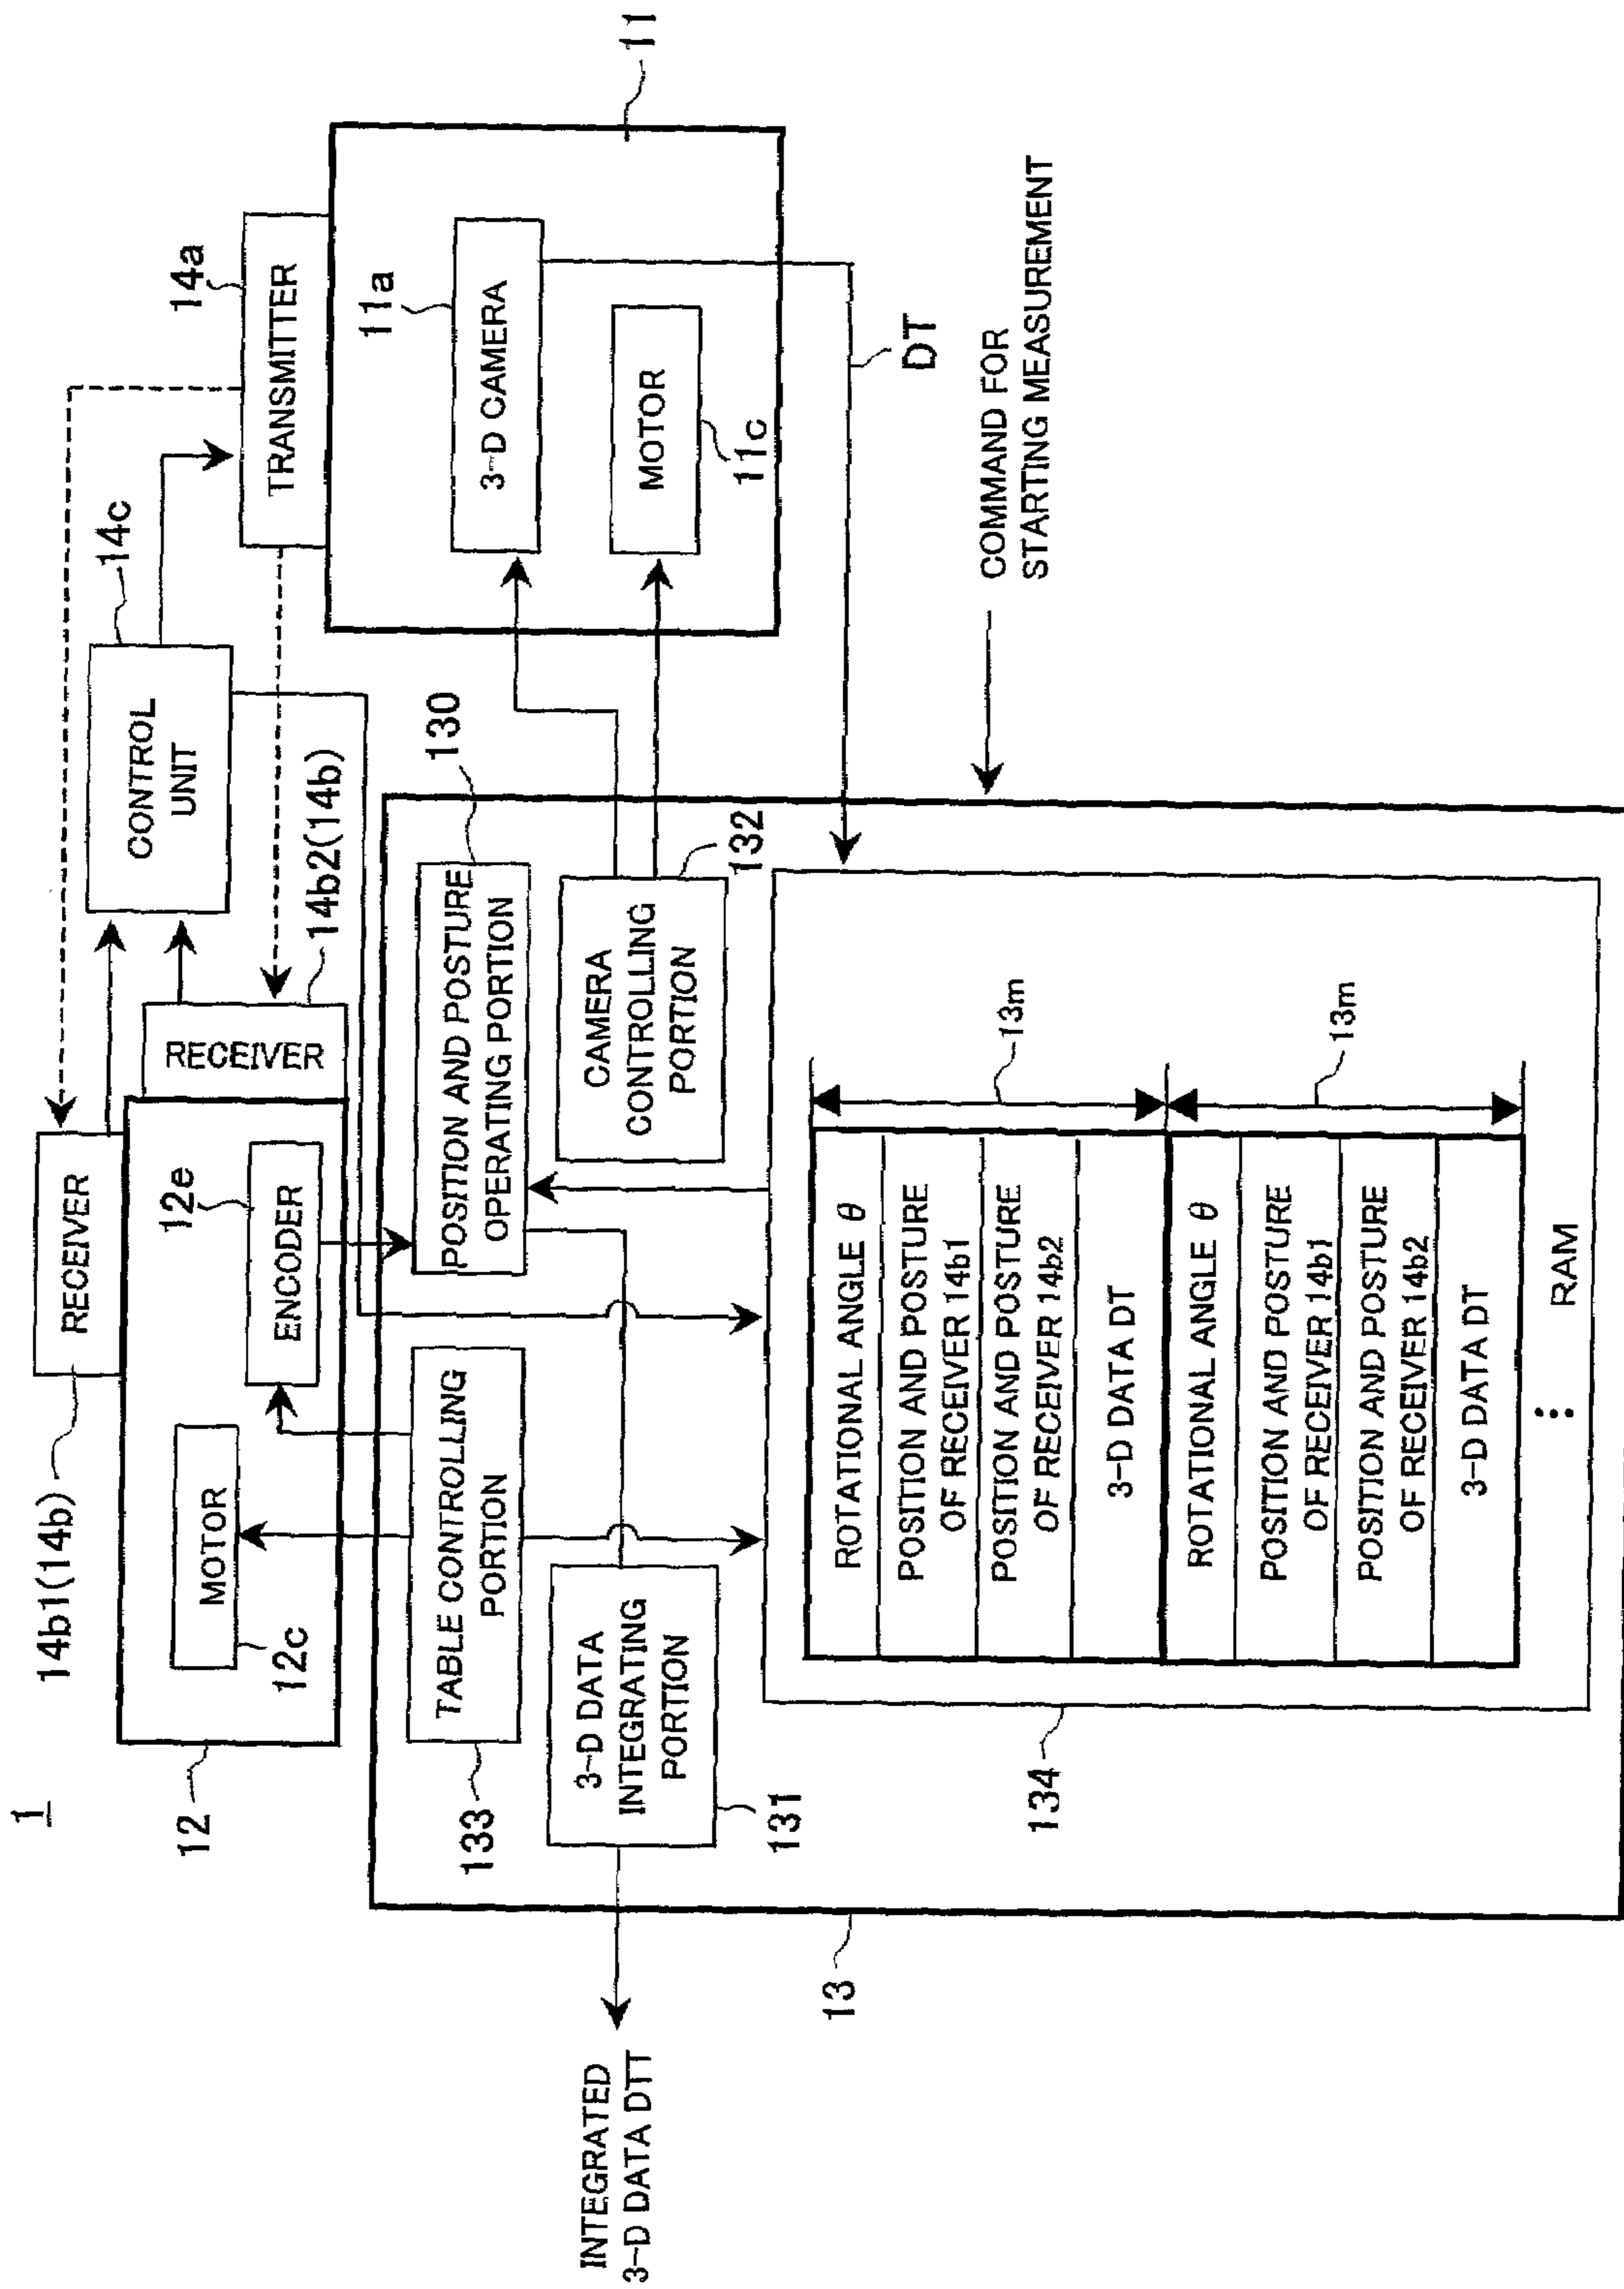 1
14b1(14b)
RECEIVER
12
MOTOR
12c
ENCODER
12e
RECEIVER
14b2(14b)
CONTROL
UNIT
14c
TRANSMITTER
14a
3-D CAMERA
11a
MOTOR
11c
11
TABLE CONTROLLING
PORTION
133
POSITION AND POSTURE
OPERATING PORTION
130
3-D DATA
INTEGRATING
PORTION
131
CAMERA
CONTROLLING
PORTION
132
INTEGRATED
3-D DATA DTT
13
DT
COMMAND FOR
STARTING MEASUREMENT
134
ROTATIONAL ANGLE θ
POSITION AND POSTURE
OF RECEIVER 14b1
POSITION AND POSTURE
OF RECEIVER 14b2
3-D DATA DT
13m
ROTATIONAL ANGLE θ
POSITION AND POSTURE
OF RECEIVER 14b1
POSITION AND POSTURE
OF RECEIVER 14b2
3-D DATA DT
13m
RAM